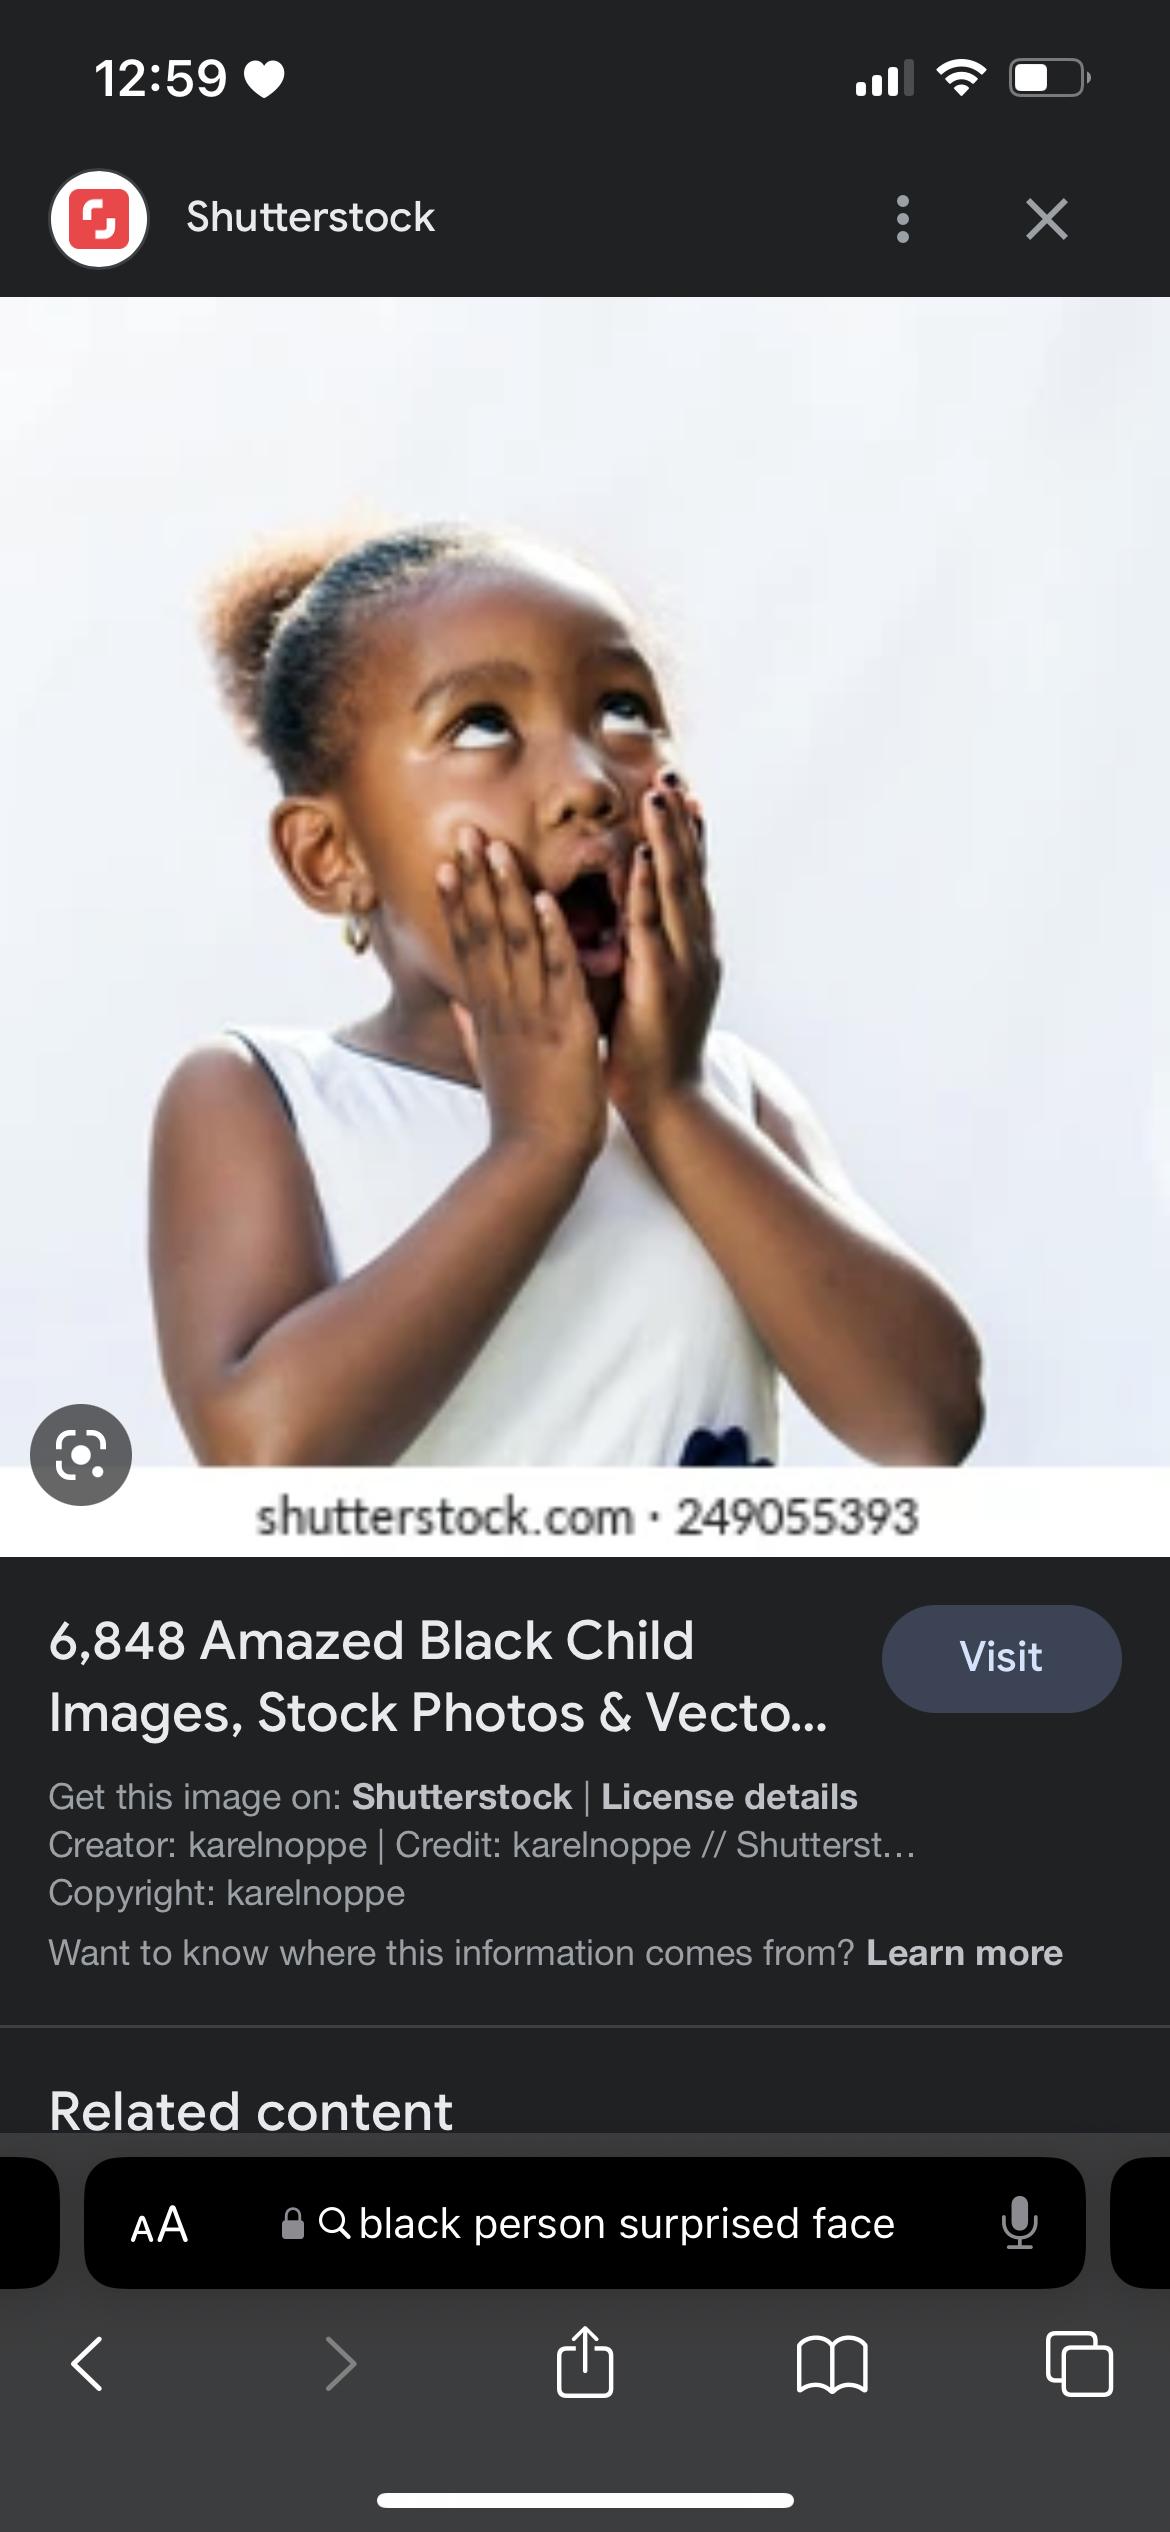 12:59
Shutterstock
shutterstock.com · 249055393
6,848 Amazed Black Child
Images, Stock Photos & Vecto...
Visit
Get this image on: Shutterstock | License details
Creator: karelnoppe | Credit: karelnoppe // Shutterst...
Copyright: karelnoppe
Want to know where this information comes from? Learn more
Related content
AA black person surprised face